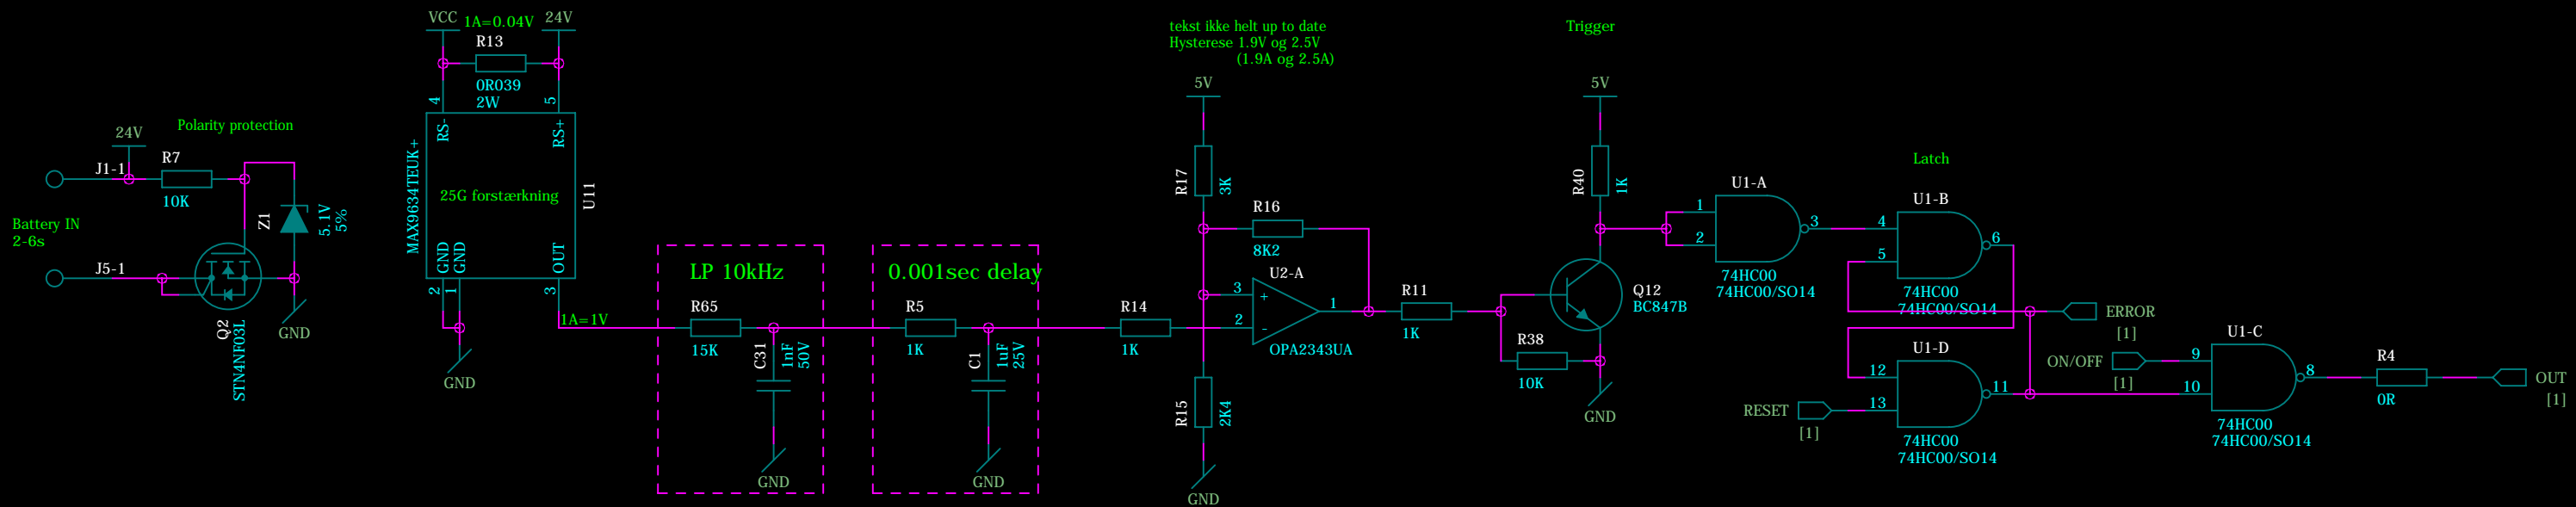 Polarity protection
24V
J1-1
R7
10K
Battery IN
2-6s
J5-1
Z1
5.1V
5%
Q2
STN4NF03L
GND
VCC
1A=0.04V
24V
R13
0R039
2W
4
5
RS-
RS+
MAX9634TEUK+
25G forstærkning
U11
GND
GND
OUT
2
1
3
GND
1A=1V
LP 10kHz
R65
15K
C31
1nF
50V
GND
0.001sec delay
R5
1K
C1
1uF
25V
GND
tekst ikke helt up to date
Hysterese 1.9V og 2.5V
(1.9A og 2.5A)
5V
R17
3K
R16
8K2
U2-A
3
+
1
2
-
OPA2343UA
R14
1K
R15
2K4
GND
R11
1K
Trigger
5V
R40
1K
Q12
BC847B
R38
10K
GND
U1-A
1
2
3
74HC00
74HC00/SO14
Latch
U1-B
4
5
6
74HC00
74HC00/SO14
ERROR
[1]
U1-D
12
13
11
74HC00
74HC00/SO14
RESET
[1]
ON/OFF
[1]
U1-C
9
10
8
74HC00
74HC00/SO14
R4
0R
OUT
[1]